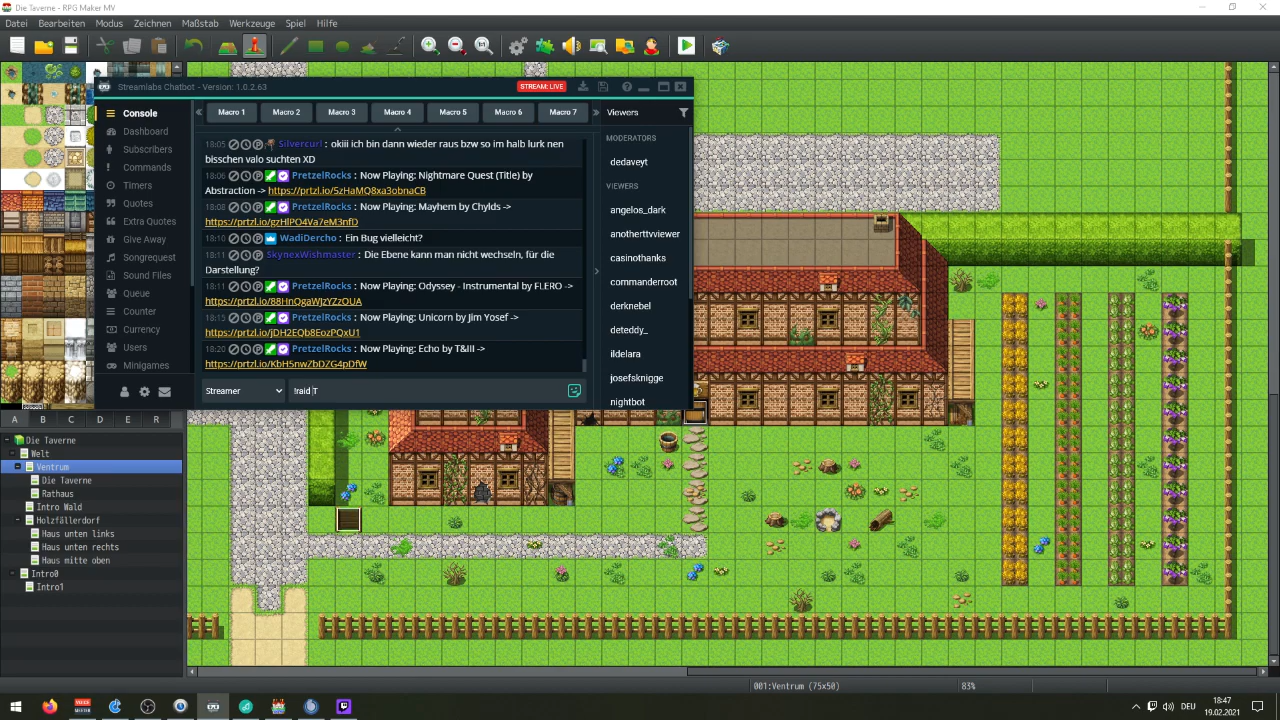 Die Taverne - RPG Maker MV
Datei Bearbeiten Modus Zeichnen Maßstab Werkzeuge Spiel Hilfe
Streamlabs Chatbot - Version: 1.0.2.63
STREAM: LIVE
Console
Dashboard
Subscribers
Commands
Timers
Quotes
Extra Quotes
Give Away
Songrequest
Sound Files
Queue
Counter
Currency
Users
Minigames
Macro 1 Macro 2 Macro 3 Macro 4 Macro 5 Macro 6 Macro 7
18:05 Silvercurl : okiii ich bin dann wieder raus bzw so im halb lurk nen
bisschen valo suchten XD
18:06 PretzelRocks : Now Playing: Nightmare Quest (Title) by
Abstraction -> https://prtzl.io/5zHaMQ8xa3obnaCB
18:08 PretzelRocks : Now Playing: Mayhem by Chylds ->
https://prtzl.io/gzHlPO4Va7eM3nfD
18:10 WadiDercho : Ein Bug vielleicht?
18:11 SkynexWishmaster : Die Ebene kann man nicht wechseln, für die
Darstellung?
18:11 PretzelRocks : Now Playing: Odyssey - Instrumental by FLERO ->
https://prtzl.io/88HnQgaWJzYZzOUA
18:15 PretzelRocks : Now Playing: Unicorn by Jim Yosef ->
https://prtzl.io/jDH2EQb8EozPQxU1
18:20 PretzelRocks : Now Playing: Echo by T&III ->
https://prtzl.io/KbH5nwZbDZG4pDfW
Streamer !raid T
Viewers
MODERATORS
dedaveyt
VIEWERS
angelos_dark
anotherttvviewer
casinothanks
commanderroot
derknebel
deteddy_
ildelara
josefsknigge
nightbot
A B C D E R
Die Taverne
Welt
Ventrum
Die Taverne
Rathaus
Intro Wald
Holzfällerdorf
Haus unten links
Haus unten rechts
Haus mitte oben
Intro0
Intro1
001:Ventrum (75x50) 83%
DEU
18:47
19.02.2021